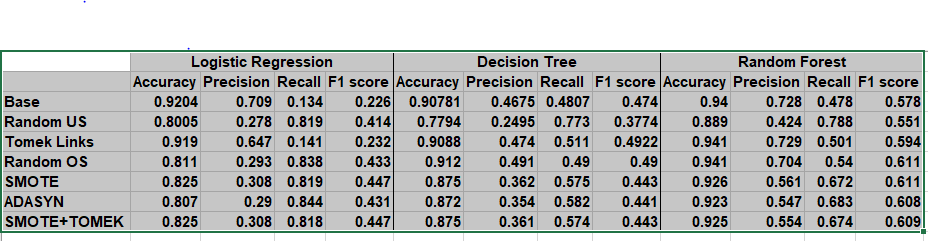 Logistic Regression Decision Tree Random Forest
Accuracy Precision Recall F1 score Accuracy Precision Recall F1 score Accuracy Precision Recall F1 score
Base 0.9204 0.709 0.134 0.226 0.90781 0.4675 0.4807 0.474 0.94 0.728 0.478 0.578
Random US 0.8005 0.278 0.819 0.414 0.7794 0.2495 0.773 0.3774 0.889 0.424 0.788 0.551
Tomek Links 0.919 0.647 0.141 0.232 0.9088 0.474 0.511 0.4922 0.941 0.729 0.501 0.594
Random OS 0.811 0.293 0.838 0.433 0.912 0.491 0.49 0.49 0.941 0.704 0.54 0.611
SMOTE 0.825 0.308 0.819 0.447 0.875 0.362 0.575 0.443 0.926 0.561 0.672 0.611
ADASYN 0.807 0.29 0.844 0.431 0.872 0.354 0.582 0.441 0.923 0.547 0.683 0.608
SMOTE+TOMEK 0.825 0.308 0.818 0.447 0.875 0.361 0.574 0.443 0.925 0.554 0.674 0.609